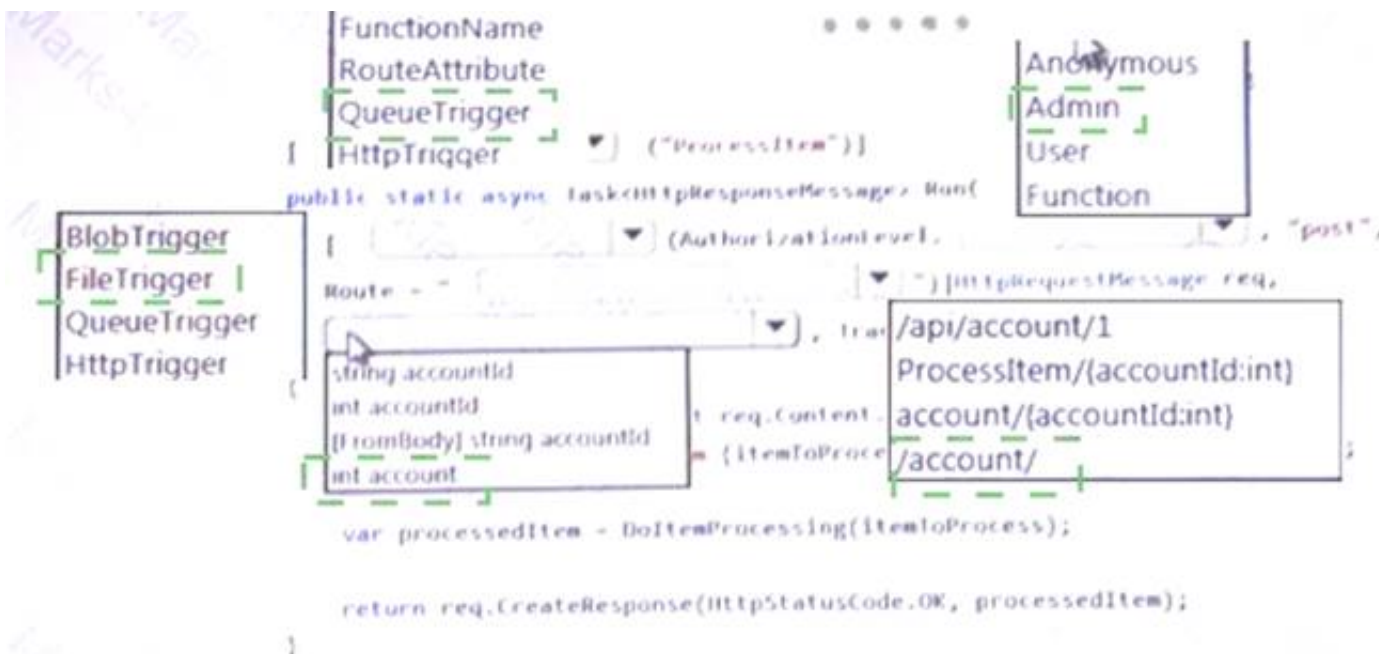 Marks4
FunctionName
RouteAttribute
QueueTrigger
HttpTrigger
[ ("ProcessItem")]
Anonymous
Admin
User
Function
public static async Task<HttpResponseMessage> Run(
BlobTrigger
FileTrigger
QueueTrigger
HttpTrigger
[ (AuthorizationLevel. , "post",
Route = " ")]HttpRequestMessage req,
, Tra
/api/account/1
ProcessItem/{accountId:int}
account/{accountId:int}
/account/
string accountId
int accountId
[FromBody] string accountId
int account
{
t req.Content.
(itemToProce ;
var processedItem = DoItemProcessing(itemToProcess);
return req.CreateResponse(HttpStatusCode.OK, processedItem);
}